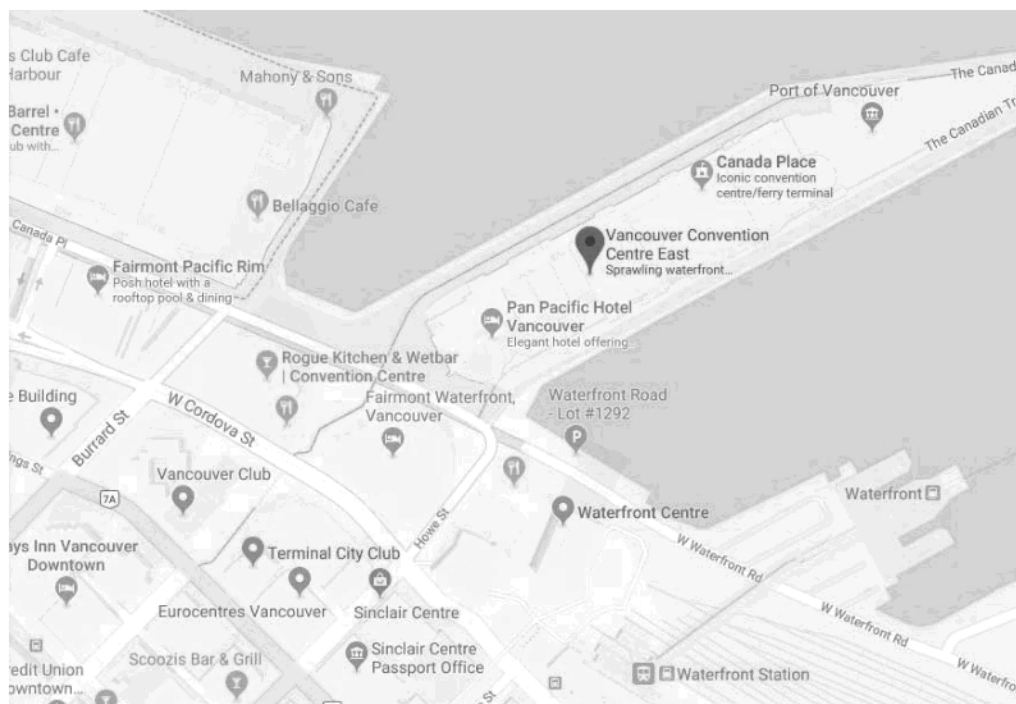 s Club Cafe
Harbour
Mahony & Sons
The Canad
Port of Vancouver
The Canadian Tr
Barrel •
Centre
ub with...
Canada Place
Iconic convention
centre/ferry terminal
Bellaggio Cafe
Canada Pl
Vancouver Convention
Centre East
Sprawling waterfront...
Fairmont Pacific Rim
Posh hotel with a
rooftop pool & dining
Pan Pacific Hotel
Vancouver
Elegant hotel offering...
Rogue Kitchen & Wetbar
| Convention Centre
Fairmont Waterfront,
Vancouver
Waterfront Road
- Lot #1292
P
e Building
Burrard St
W Cordova St
ngs St
7A
Vancouver Club
Waterfront
Waterfront Centre
Howe St
ays Inn Vancouver
Downtown
Terminal City Club
W Waterfront Rd
Eurocentres Vancouver
Sinclair Centre
W Waterfront Rd
Sinclair Centre
Passport Office
Scoozis Bar & Grill
redit Union
owntown...
Waterfront Station
W Waterfr
e St